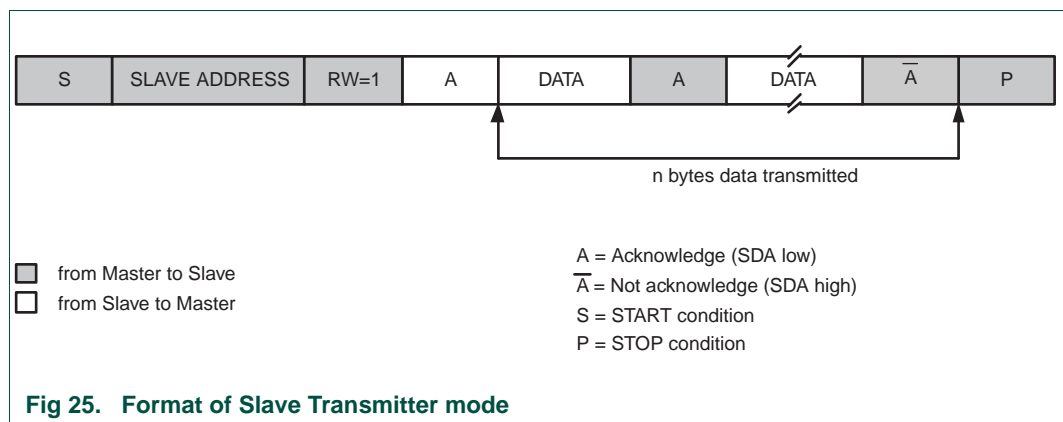 S SLAVE ADDRESS RW=1 A DATA A DATA A̅ P
n bytes data transmitted
from Master to Slave
from Slave to Master
A = Acknowledge (SDA low)
A̅ = Not acknowledge (SDA high)
S = START condition
P = STOP condition
Fig 25. Format of Slave Transmitter mode